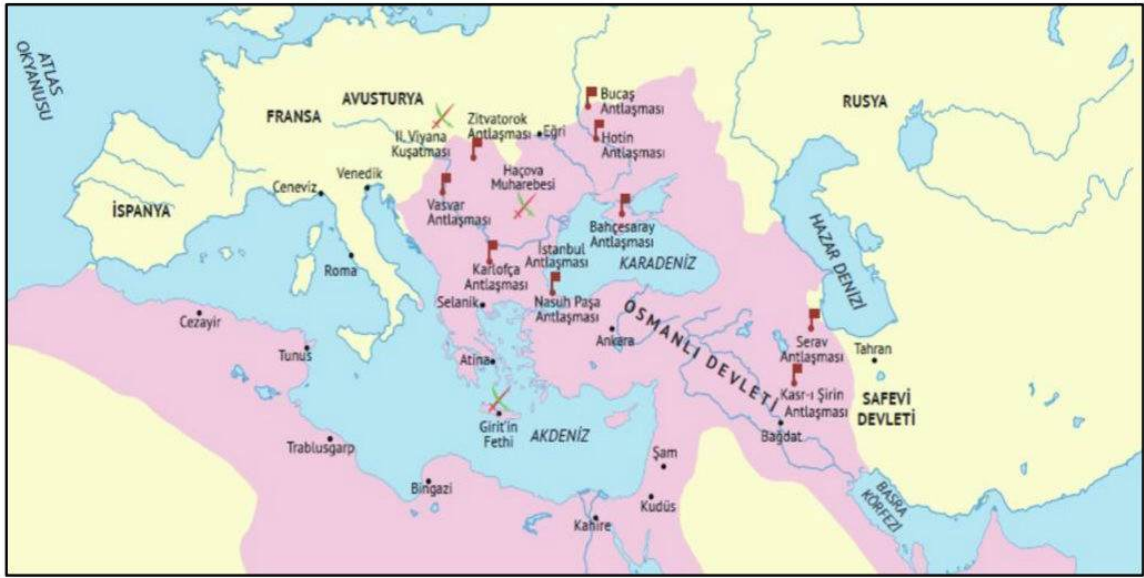 ATLAS
OKYANUSU
FRANSA
AVUSTURYA
RUSYA
II. Viyana
Kuşatması
Zitvatorok
Antlaşması
Eğri
Bucaş
Antlaşması
Hotin
Antlaşması
Haçova
Muharebesi
Venedik
Ceneviz
İSPANYA
Vasvar
Antlaşması
Bahçesaray
Antlaşması
HAZAR DENİZİ
Roma
Karlofça
Antlaşması
İstanbul
Antlaşması
KARADENİZ
Selanik
Nasuh Paşa
Antlaşması
OSMANLI DEVLETİ
Cezayir
Tunus
Atina
Ankara
Serav
Antlaşması
Tahran
Kasr-ı Şirin
Antlaşması
SAFEVİ
DEVLETİ
Girit'in
Fethi
AKDENİZ
Bağdat
Trablusgarp
Şam
Bingazi
Kudüs
Kahire
BASRA
KÖRFEZİ